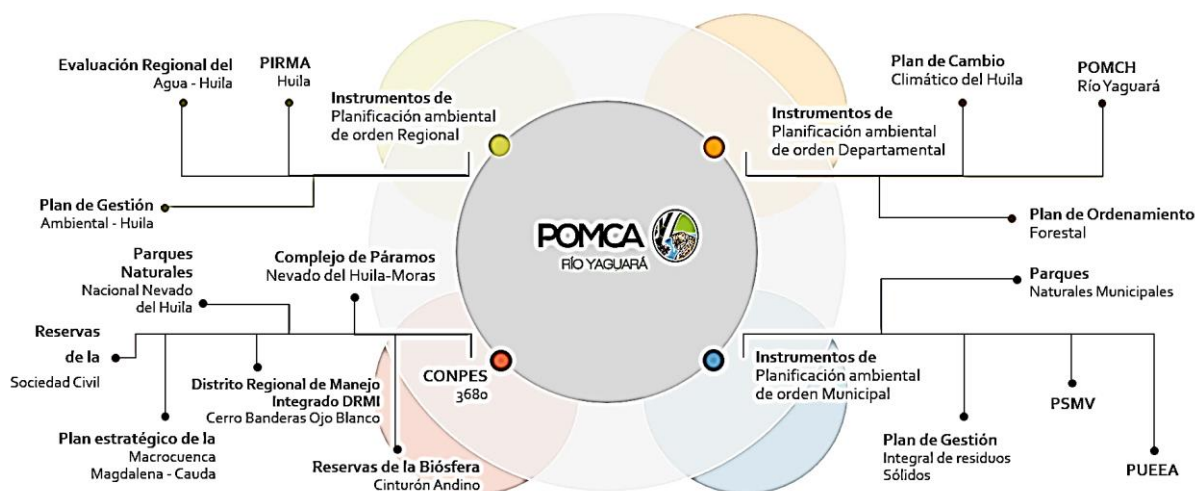 Evaluación Regional del
Agua - Huila
PIRMA
Huila
Instrumentos de
Planificación ambiental
de orden Regional
Plan de Gestión
Ambiental - Huila
Plan de Cambio
Climático del Huila
POMCH
Río Yaguará
Instrumentos de
Planificación ambiental
de orden Departamental
Plan de Ordenamiento
Forestal
POMCA
RÍO YAGUARÁ
Parques
Naturales
Nacional Nevado
del Huila
Complejo de Páramos
Nevado del Huila-Moras
Reservas
de la
Sociedad Civil
Distrito Regional de Manejo
Integrado DRMI
Cerro Banderas Ojo Blanco
CONPES
3680
Plan estratégico de la
Macrocuenca
Magdalena - Cauda
Reservas de la Biósfera
Cinturón Andino
Parques
Naturales Municipales
Instrumentos de
Planificación ambiental
de orden Municipal
PSMV
Plan de Gestión
Integral de residuos
Sólidos
PUEEA